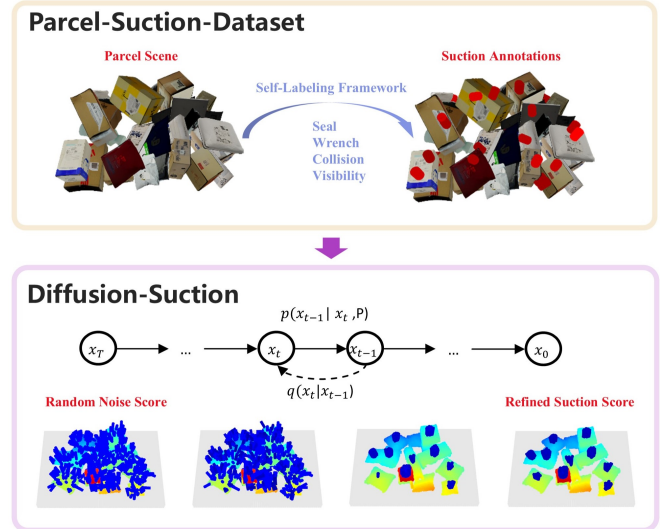 Parcel-Suction-Dataset
Parcel Scene
Suction Annotations
Self-Labeling Framework
Seal
Wrench
Collision
Visibility
Diffusion-Suction
p(x_{t−1}| x_t ,P)
x_T
...
x_t
x_{t−1}
...
x_0
q(x_t|x_{t−1})
Random Noise Score
Refined Suction Score